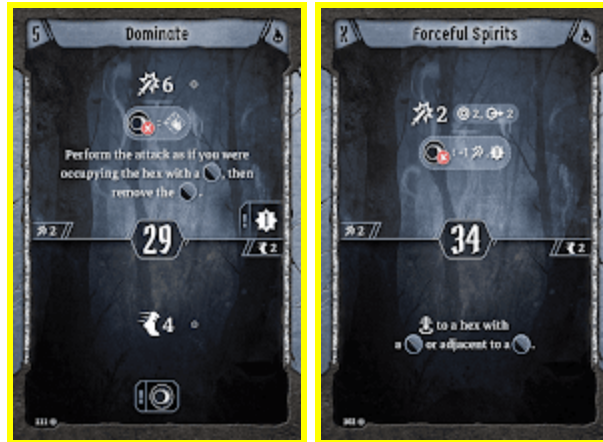 5
Dominate
6
Perform the attack as if you were
occupying the hex with a , then
remove the .
2
29
2
4
X
Forceful Spirits
2
2, 2
: -1
2
34
2
to a hex with
a or adjacent to a .